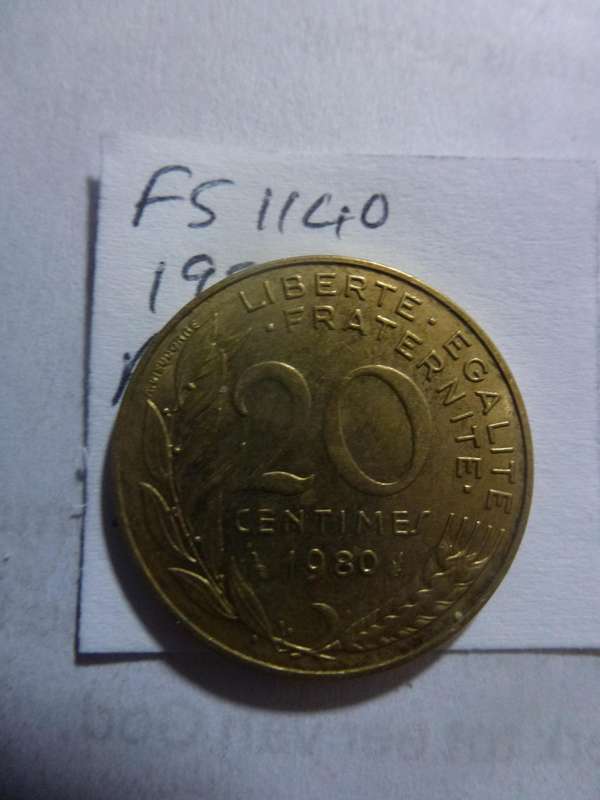 FS 1140
LIBERTE · EGALITE
· FRATERNITE ·
20
CENTIMES
1980